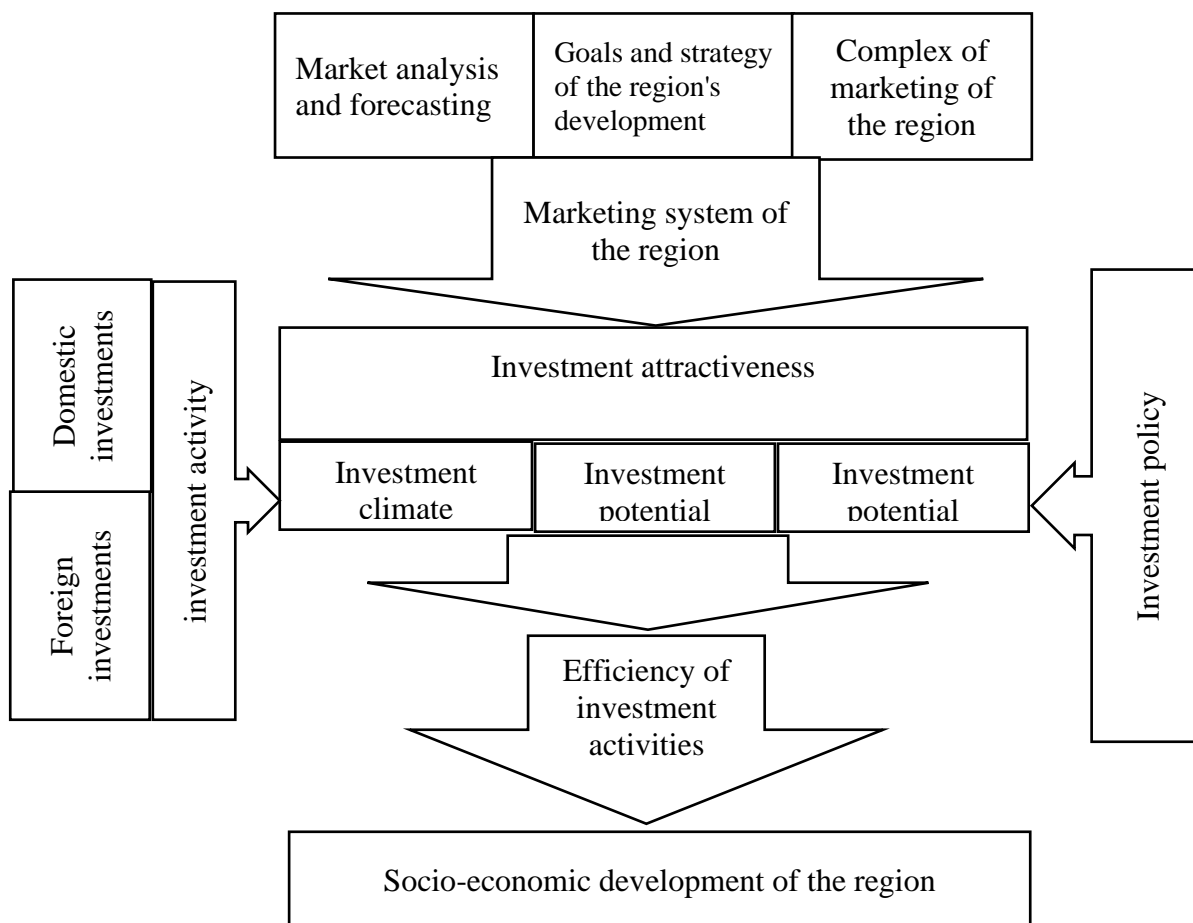 Market analysis
and forecasting
Goals and strategy
of the region's
development
Complex of
marketing of
the region
Marketing system of
the region
Domestic
investments
Foreign
investments
investment activity
Investment attractiveness
Investment
climate
Investment
potential
Investment
potential
Investment policy
Efficiency of
investment
activities
Socio-economic development of the region